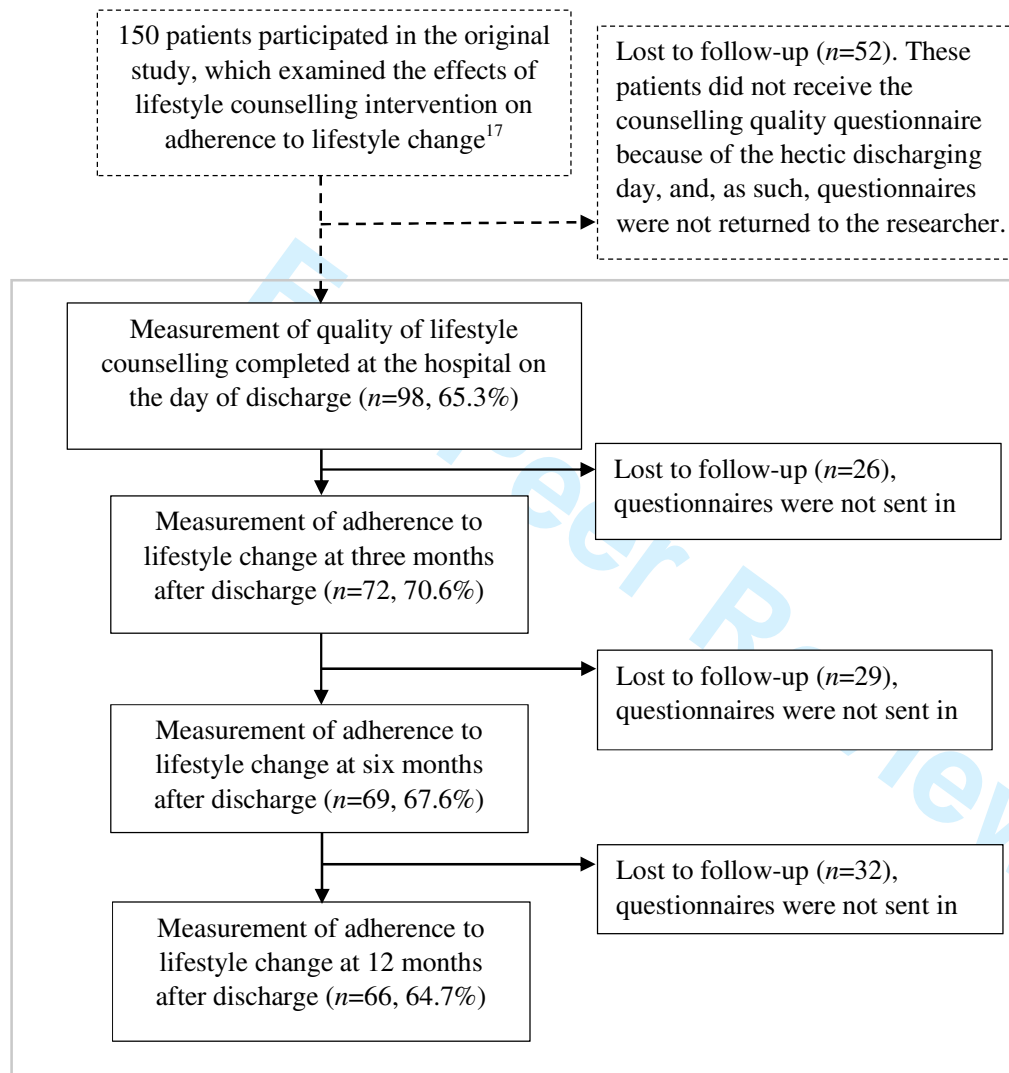 150 patients participated in the original
study, which examined the effects of
lifestyle counselling intervention on
adherence to lifestyle change17
Lost to follow-up (n=52). These
patients did not receive the
counselling quality questionnaire
because of the hectic discharging
day, and, as such, questionnaires
were not returned to the researcher.
Measurement of quality of lifestyle
counselling completed at the hospital on
the day of discharge (n=98, 65.3%)
Lost to follow-up (n=26),
questionnaires were not sent in
Measurement of adherence to
lifestyle change at three months
after discharge (n=72, 70.6%)
Lost to follow-up (n=29),
questionnaires were not sent in
Measurement of adherence to
lifestyle change at six months
after discharge (n=69, 67.6%)
Lost to follow-up (n=32),
questionnaires were not sent in
Measurement of adherence to
lifestyle change at 12 months
after discharge (n=66, 64.7%)